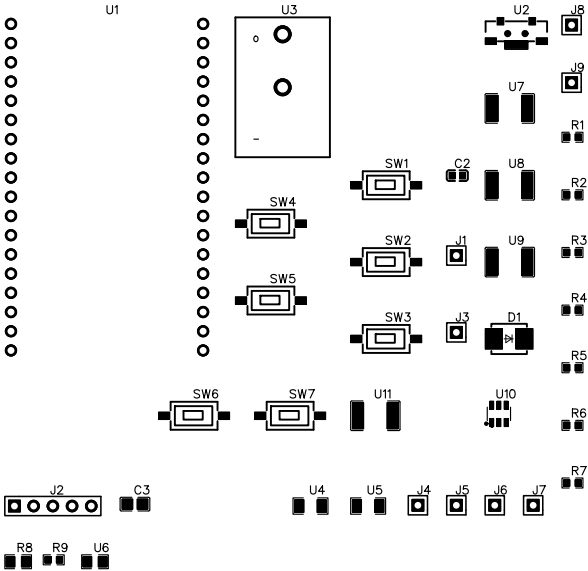 U1 U3 U2 J8
J9
U7
R1
SW1 C2 U8
R2
SW4
SW2 J1 U9 R3
SW5
R4
SW3 J3 D1
R5
SW6 SW7 U11 U10
R6
R7
J2 C3 U4 U5 J4 J5 J6 J7
R8 R9 U6